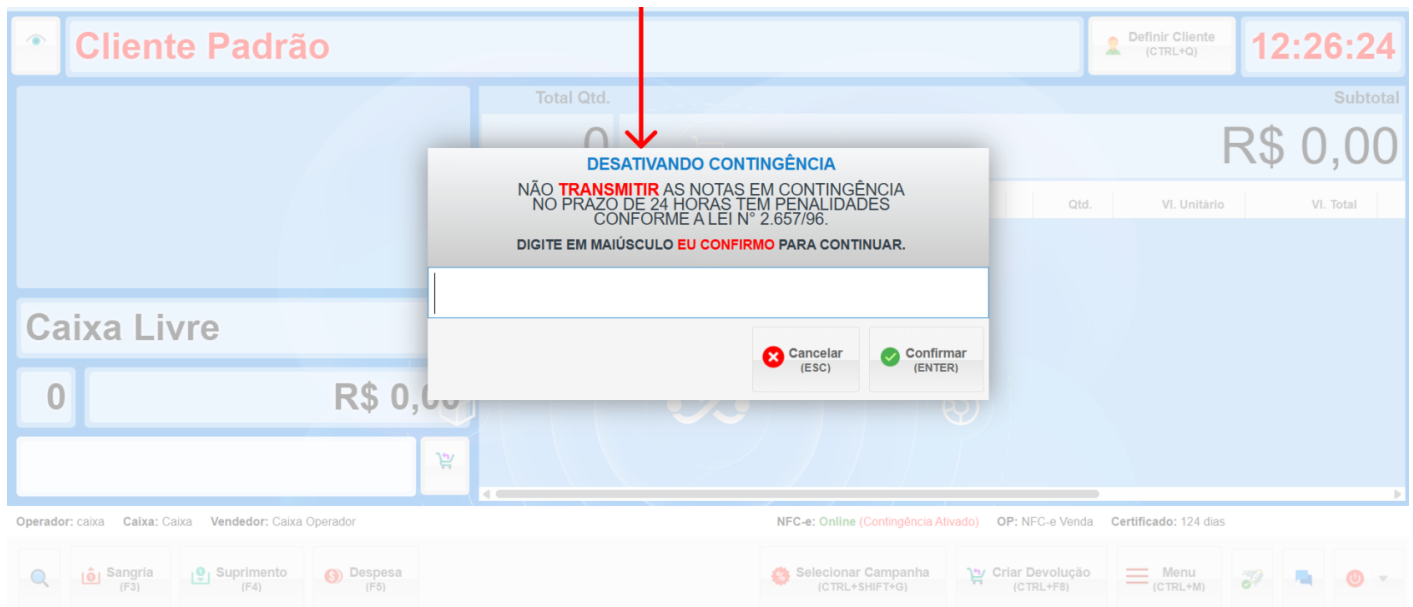 Cliente Padrão
Definir Cliente
(CTRL+Q)
12:26:24
Total Qtd.
Subtotal
0
R$ 0,00
DESATIVANDO CONTINGÊNCIA
NÃO TRANSMITIR AS NOTAS EM CONTINGÊNCIA
NO PRAZO DE 24 HORAS TEM PENALIDADES
CONFORME A LEI N° 2.657/96.
DIGITE EM MAIÚSCULO EU CONFIRMO PARA CONTINUAR.
Qtd. Vl. Unitário Vl. Total
Caixa Livre
Cancelar
(ESC)
Confirmar
(ENTER)
0 R$ 0,00
Operador: caixa Caixa: Caixa Vendedor: Caixa Operador NFC-e: Online (Contingência Ativado) OP: NFC-e Venda Certificado: 124 dias
Sangria
(F3)
Suprimento
(F4)
Despesa
(F5)
Selecionar Campanha
(CTRL+SHIFT+G)
Criar Devolução
(CTRL+F8)
Menu
(CTRL+M)